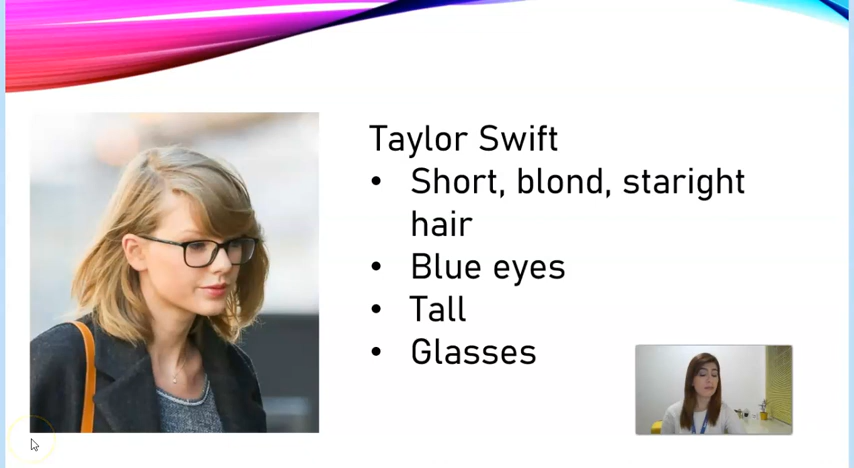 Taylor Swift
• Short, blond, staright
hair
• Blue eyes
• Tall
• Glasses